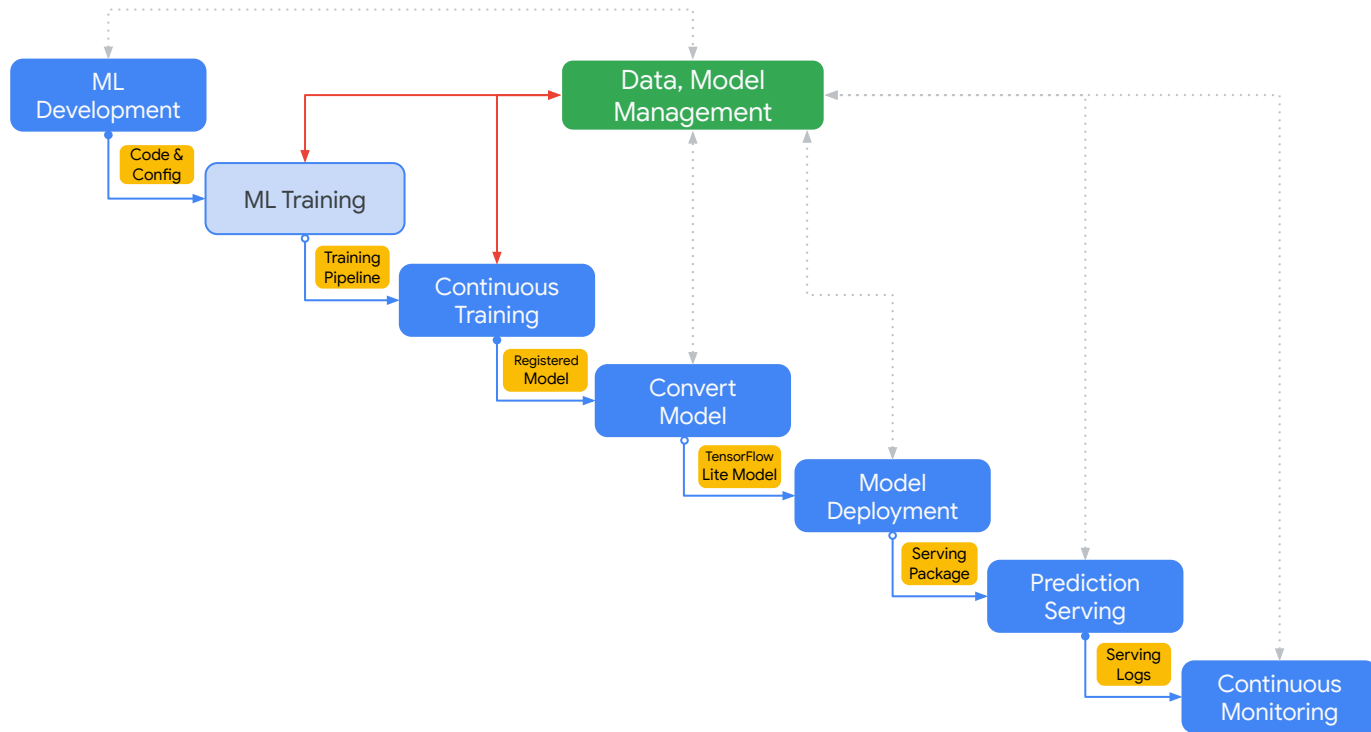 ML
Development
Data, Model
Management
Code &
Config
ML Training
Training
Pipeline
Continuous
Training
Registered
Model
Convert
Model
TensorFlow
Lite Model
Model
Deployment
Serving
Package
Prediction
Serving
Serving
Logs
Continuous
Monitoring